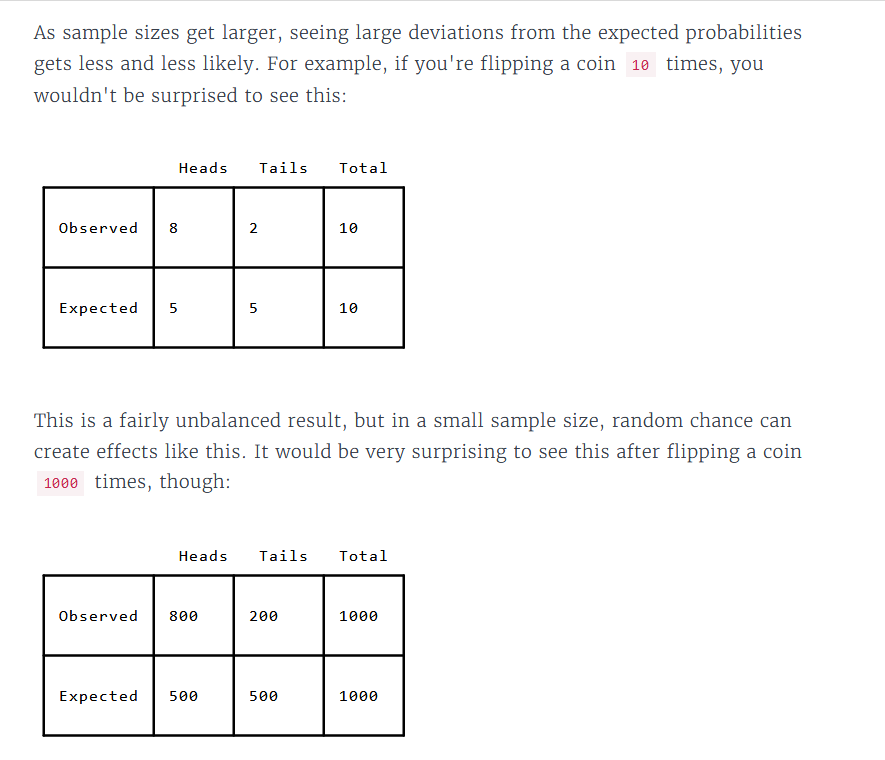 As sample sizes get larger, seeing large deviations from the expected probabilities
gets less and less likely. For example, if you're flipping a coin 10 times, you
wouldn't be surprised to see this:
Heads Tails Total
Observed 8 2 10
Expected 5 5 10
This is a fairly unbalanced result, but in a small sample size, random chance can
create effects like this. It would be very surprising to see this after flipping a coin
1000 times, though:
Heads Tails Total
Observed 800 200 1000
Expected 500 500 1000